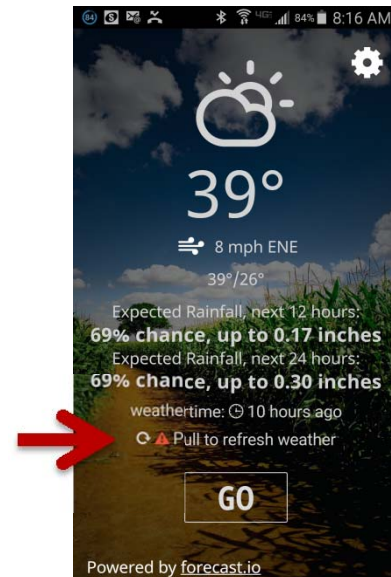 84 S 4G 84% 8:16 AM
39°
8 mph ENE
39°/26°
Expected Rainfall, next 12 hours:
69% chance, up to 0.17 inches
Expected Rainfall, next 24 hours:
69% chance, up to 0.30 inches
weathertime: 10 hours ago
Pull to refresh weather
GO
Powered by forecast.io